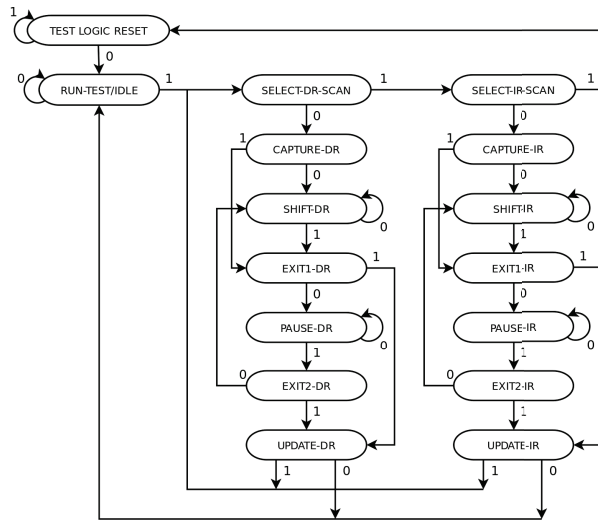 1
TEST LOGIC RESET
0
0
RUN-TEST/IDLE
1
SELECT-DR-SCAN
1
SELECT-IR-SCAN
1
0
0
1
CAPTURE-DR
1
CAPTURE-IR
0
0
SHIFT-DR
SHIFT-IR
0
0
1
1
EXIT1-DR
1
EXIT1-IR
1
0
0
PAUSE-DR
PAUSE-IR
0
0
1
1
0
EXIT2-DR
0
EXIT2-IR
1
1
UPDATE-DR
UPDATE-IR
1
0
1
0